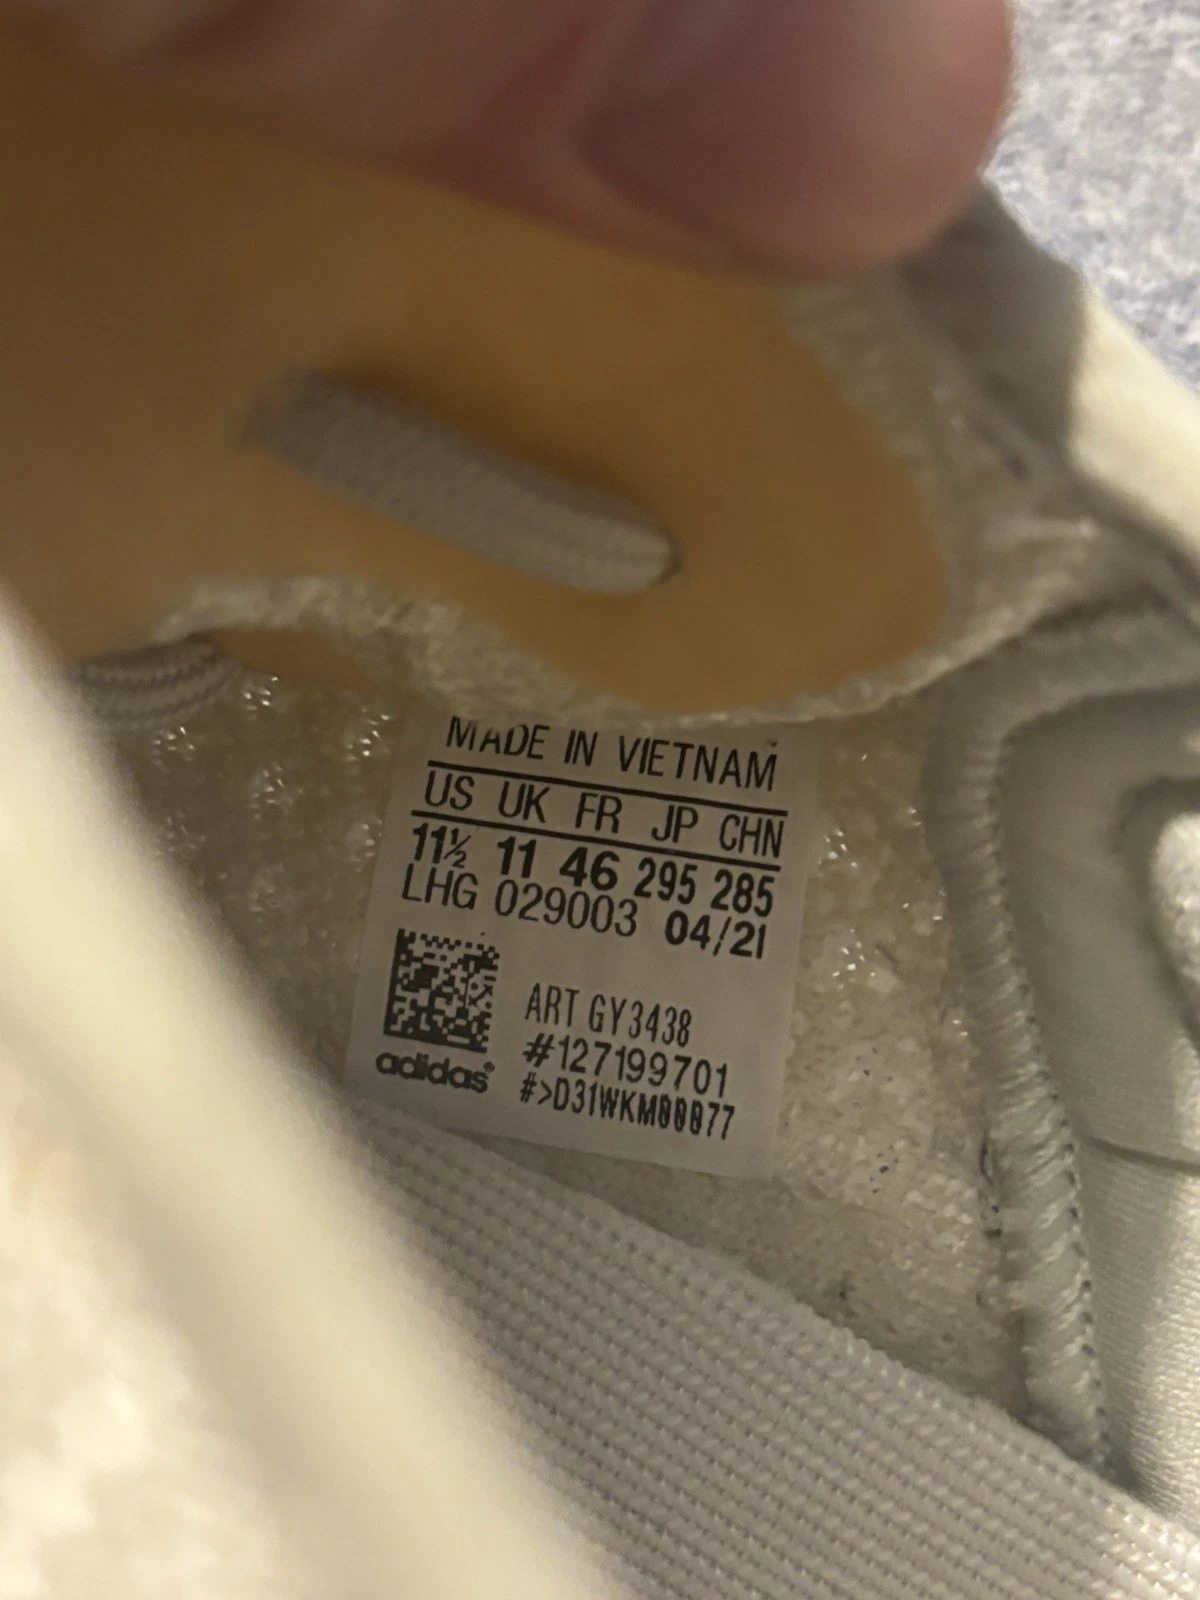 MADE IN VIETNAM
US UK FR JP CHN
11½ 11 46 295 285
LHG 029003 04/21
ART GY3438
#127199701
#>D31WKM00077
adidas®